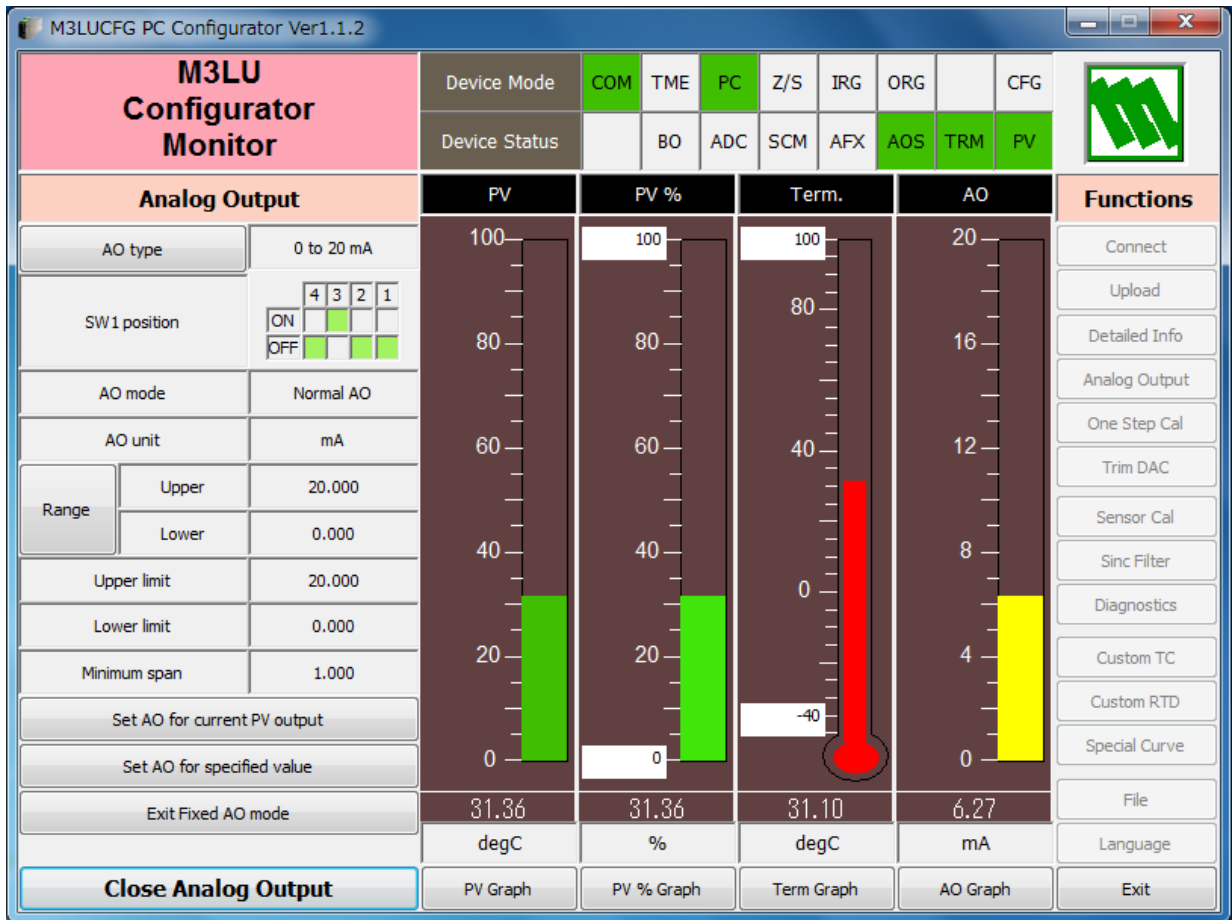 M3LUCFG PC Configurator Ver1.1.2
M3LU
Configurator
Monitor
Device Mode COM TME PC Z/S IRG ORG CFG
Device Status BO ADC SCM AFX AOS TRM PV
Analog Output
AO type 0 to 20 mA
SW1 position
4 3 2 1
ON
OFF
AO mode Normal AO
AO unit mA
Range
Upper 20.000
Lower 0.000
Upper limit 20.000
Lower limit 0.000
Minimum span 1.000
Set AO for current PV output
Set AO for specified value
Exit Fixed AO mode
Close Analog Output
PV
100
80
60
40
20
0
31.36
degC
PV Graph
PV %
100
80
60
40
20
0
31.36
%
PV % Graph
Term.
100
80
40
0
-40
31.10
degC
Term Graph
AO
20
16
12
8
4
0
6.27
mA
AO Graph
Functions
Connect
Upload
Detailed Info
Analog Output
One Step Cal
Trim DAC
Sensor Cal
Sinc Filter
Diagnostics
Custom TC
Custom RTD
Special Curve
File
Language
Exit